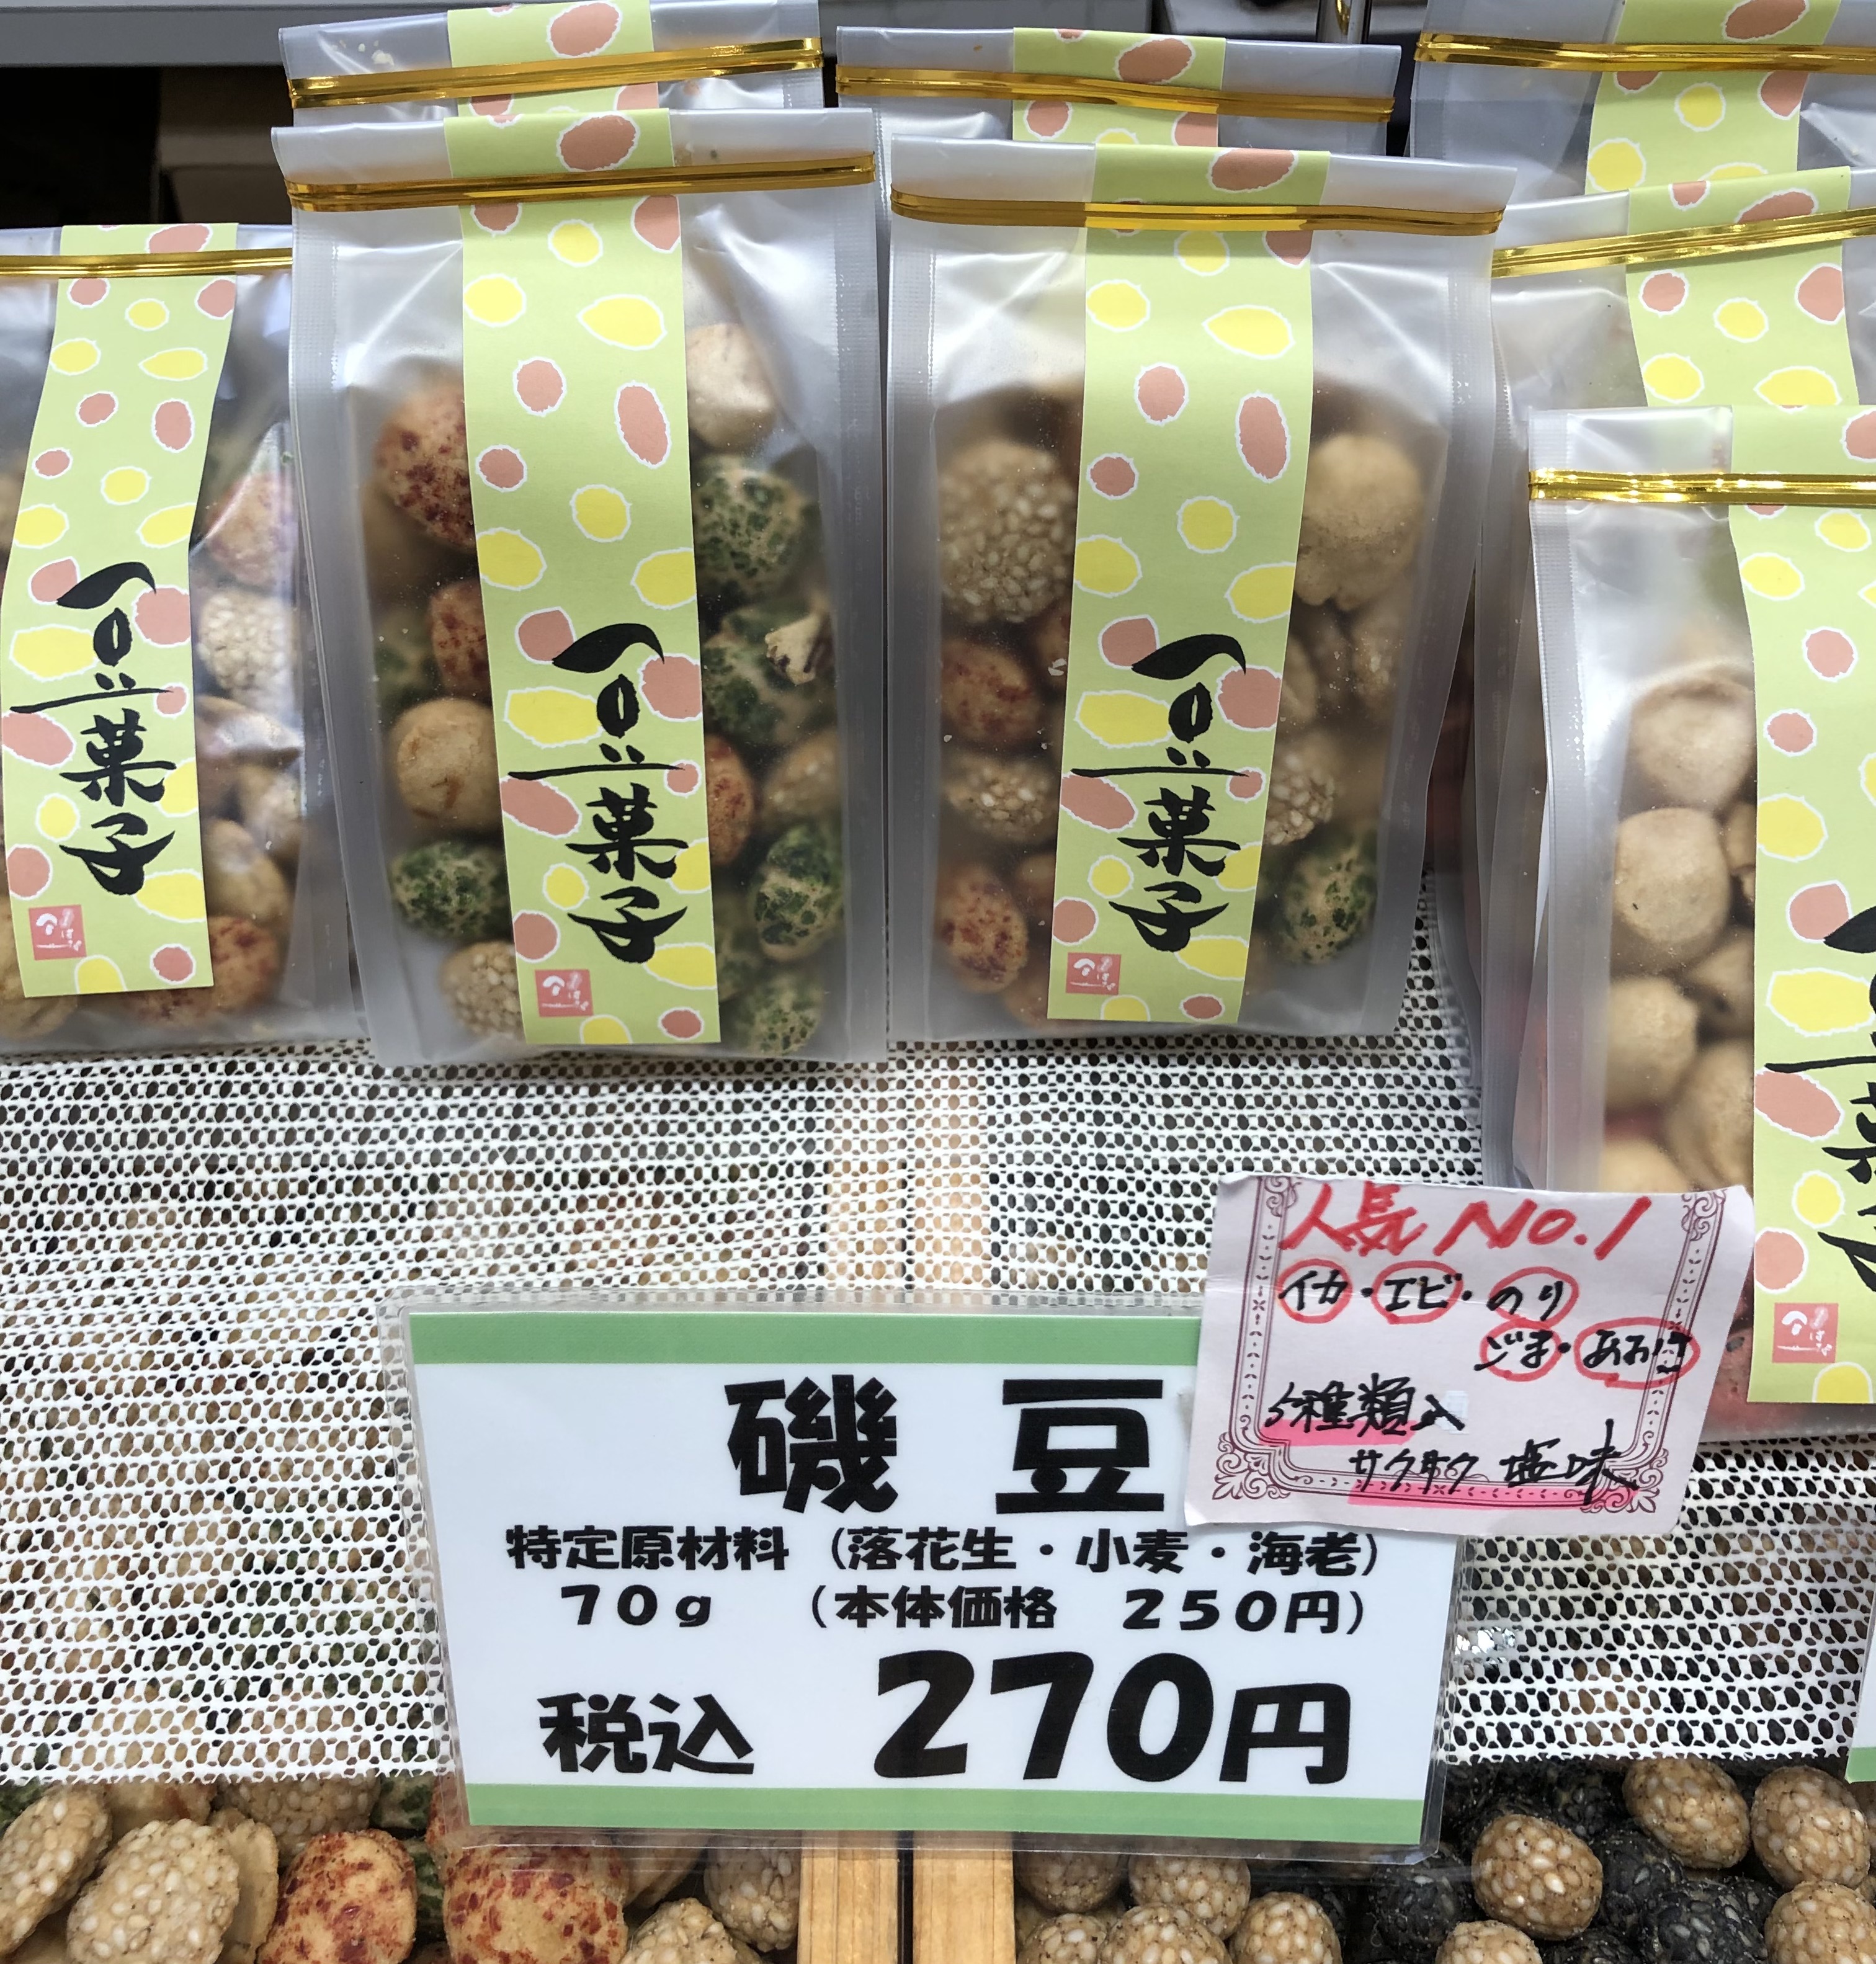 豆菓子
豆菓子
豆菓子
人気 No.1
イカ・エビ・のり
ごま・あおさ
5種類入
サクサク 塩味
磯豆
特定原材料 (落花生・小麦・海老)
70g (本体価格 250円)
税込 270円